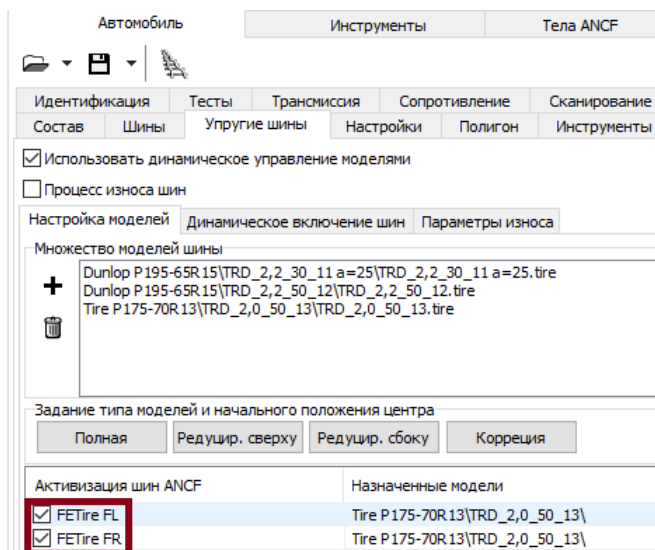 Автомобиль Инструменты Тела ANCF
Идентификация Тесты Трансмиссия Сопротивление Сканирование
Состав Шины Упругие шины Настройки Полигон Инструменты
Использовать динамическое управление моделями
Процесс износа шин
Настройка моделей Динамическое включение шин Параметры износа
Множество моделей шины
Dunlop P195-65R15\TRD_2,2_30_11 a=25\TRD_2,2_30_11 a=25.tire
Dunlop P195-65R15\TRD_2,2_50_12\TRD_2,2_50_12.tire
Tire P175-70R13\TRD_2,0_50_13\TRD_2,0_50_13.tire
Задание типа моделей и начального положения центра
Полная Редуцир. сверху Редуцир. сбоку Коррекция
Активизация шин ANCF Назначенные модели
FETire FL Tire P175-70R13\TRD_2,0_50_13\
FETire FR Tire P175-70R13\TRD_2,0_50_13\